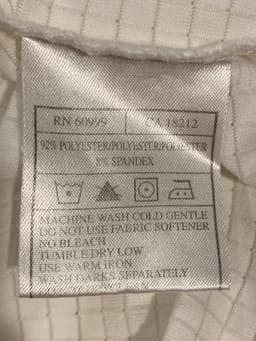 RN 60999 CA 18212
92% POLYESTER/POLYESTER/POLIESTER
8% SPANDEX
MACHINE WASH COLD GENTLE
DO NOT USE FABRIC SOFTENER
NO BLEACH
TUMBLE DRY LOW
USE WARM IRON
WASH DARKS SEPARATELY